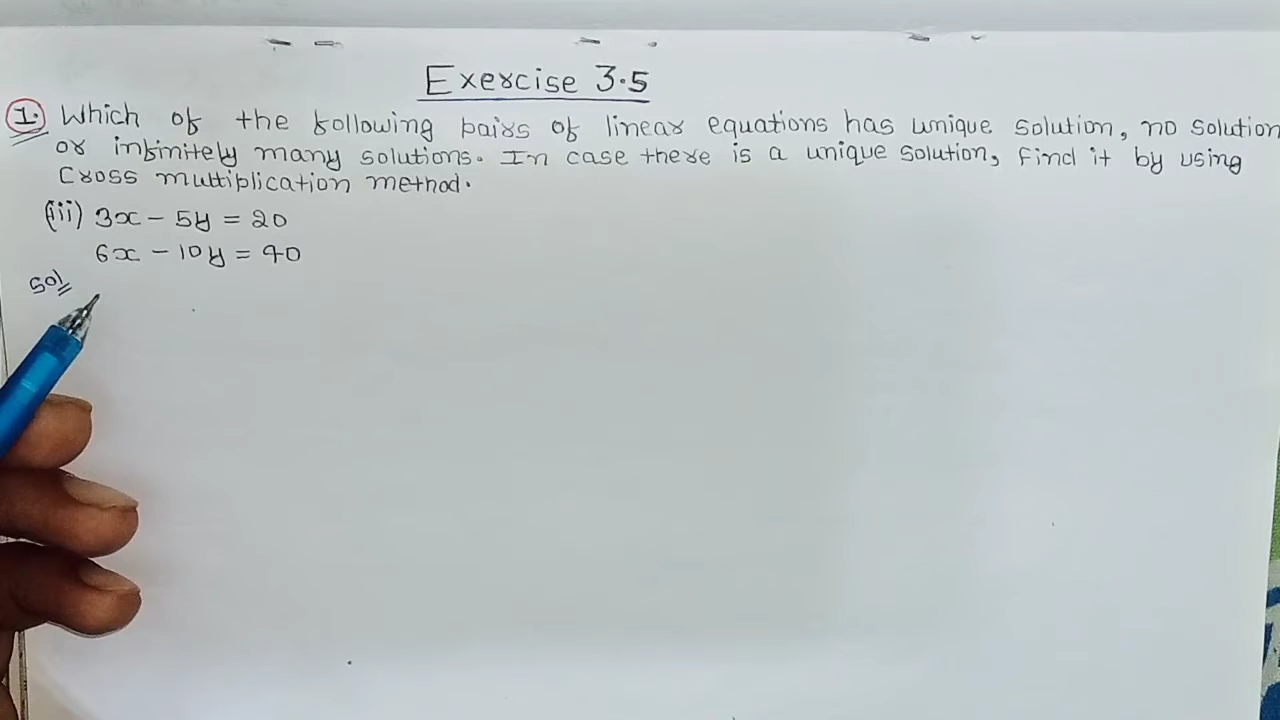 Exercise 3.5
1. Which of the following pairs of linear equations has unique solution, no solution
or infinitely many solutions. In case there is a unique solution, find it by using
Cross multiplication method.
(iii) 3x - 5y = 20
6x - 10y = 40
Sol